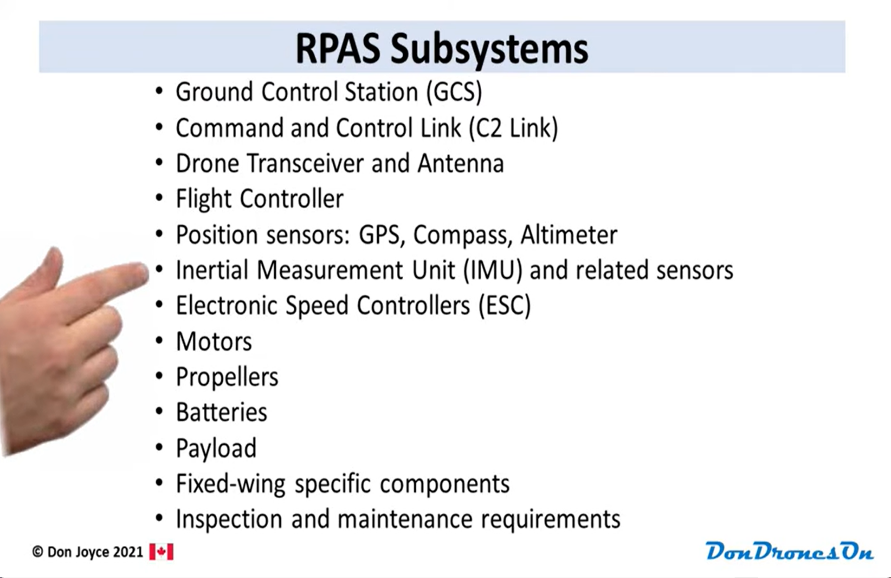 RPAS Subsystems
• Ground Control Station (GCS)
• Command and Control Link (C2 Link)
• Drone Transceiver and Antenna
• Flight Controller
• Position sensors: GPS, Compass, Altimeter
• Inertial Measurement Unit (IMU) and related sensors
• Electronic Speed Controllers (ESC)
• Motors
• Propellers
• Batteries
• Payload
• Fixed-wing specific components
• Inspection and maintenance requirements
© Don Joyce 2021
DonDronesOn